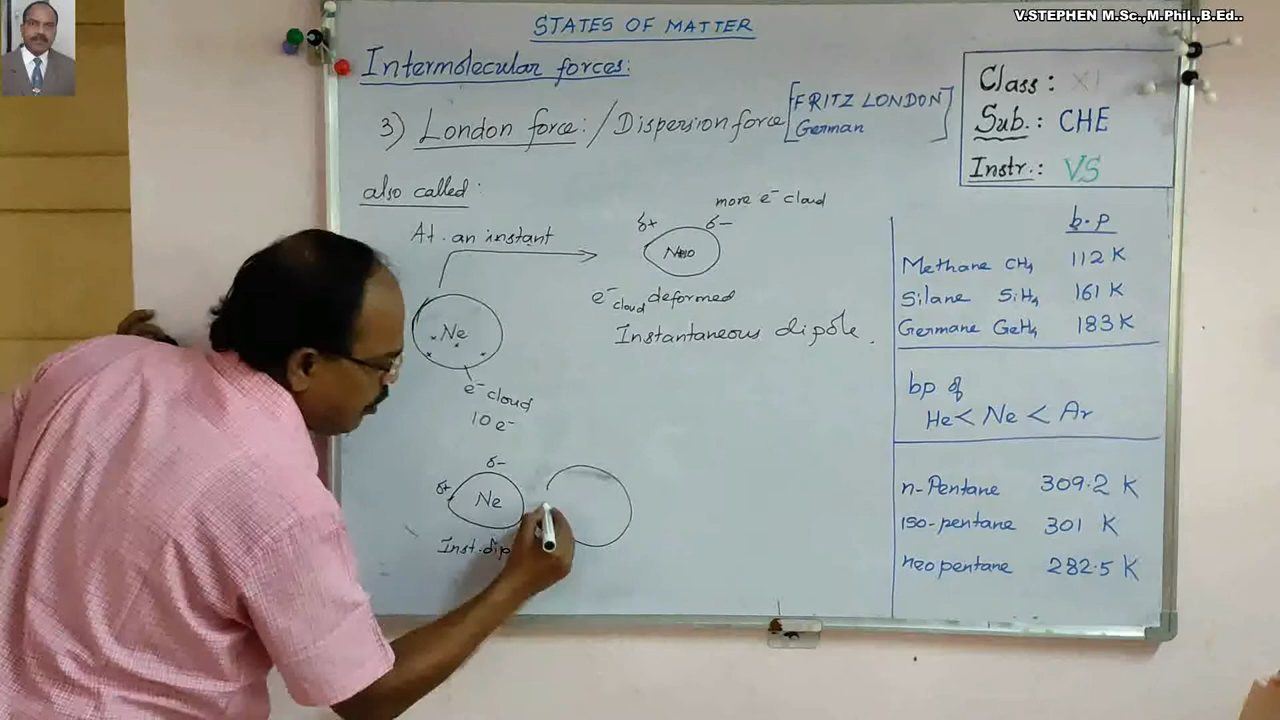 V.STEPHEN M.Sc.,M.Phil.,B.Ed..
STATES OF MATTER
Intermolecular forces:
3) London force: / Dispersion force [FRITZ LONDON
German]
Class: XI
Sub.: CHE
Instr.: VS
also called:
At an instant
Ne
e⁻ cloud
10 e⁻
more e⁻ cloud
δ+ δ-
e⁻ cloud deformed
Instantaneous dipole.
δ-
δ+
Ne
b.p
Methane CH₄ 112 K
Silane SiH₄ 161 K
Germane GeH₄ 183 K
bp of
He < Ne < Ar
n-Pentane 309.2 K
Iso-pentane 301 K
neo pentane 282.5 K